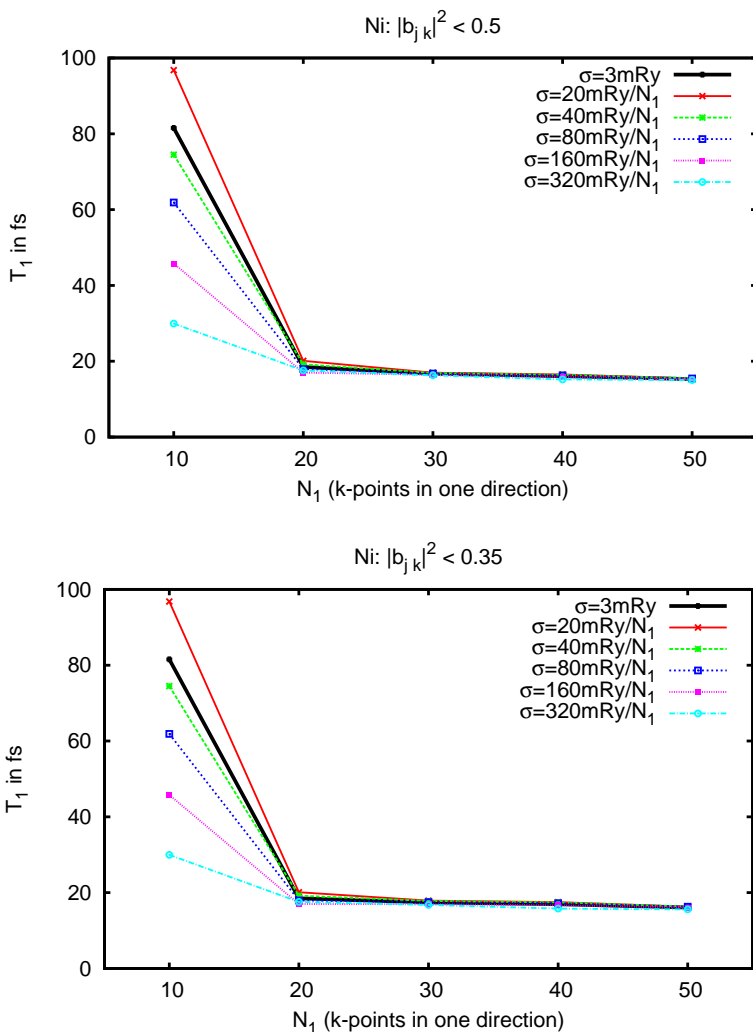 Ni: |b_{j k}|^2 < 0.5
100
80
60
40
20
0
T_1 in fs
σ=3mRy
σ=20mRy/N_1
σ=40mRy/N_1
σ=80mRy/N_1
σ=160mRy/N_1
σ=320mRy/N_1
10 20 30 40 50
N_1 (k-points in one direction)
Ni: |b_{j k}|^2 < 0.35
100
80
60
40
20
0
T_1 in fs
σ=3mRy
σ=20mRy/N_1
σ=40mRy/N_1
σ=80mRy/N_1
σ=160mRy/N_1
σ=320mRy/N_1
10 20 30 40 50
N_1 (k-points in one direction)